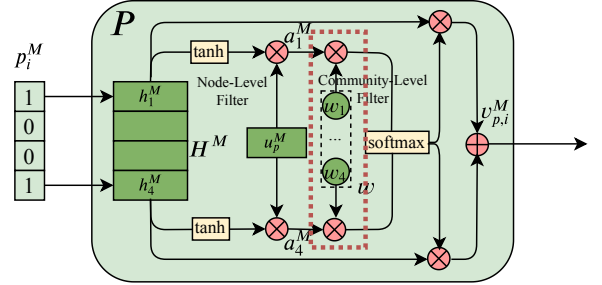 P
p_i^M
1
0
0
1
h_1^M
h_4^M
H^M
tanh
tanh
Node-Level
Filter
u_p^M
a_1^M
a_4^M
Community-Level
Filter
w_1
...
w_4
w
softmax
v_{p,i}^M